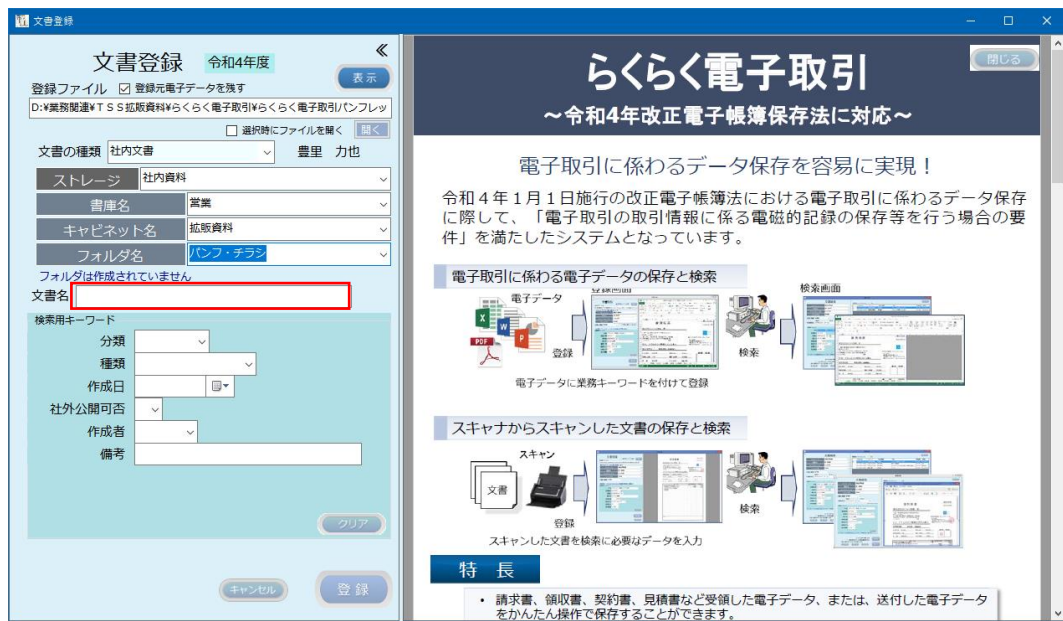 文書登録
文書登録 令和4年度
≪
表示
登録ファイル ☑ 登録元電子データを残す
D:¥業務関連¥TSS拡販資料¥らくらく電子取引¥らくらく電子取引パンフレッ
選択時にファイルを開く 開く
文書の種類 社内文書 豊里 力也
ストレージ 社内資料
書庫名 営業
キャビネット名 拡販資料
フォルダ名 パンフ・チラシ
フォルダは作成されていません
文書名
検索用キーワード
分類
種類
作成日
社外公開可否
作成者
備考
クリア
キャンセル 登録
閉じる
らくらく電子取引
～令和4年改正電子帳簿保存法に対応～
電子取引に係わるデータ保存を容易に実現！
令和4年1月1日施行の改正電子帳簿法における電子取引に係わるデータ保存
に際して、「電子取引の取引情報に係る電磁的記録の保存等を行う場合の要
件」を満たしたシステムとなっています。
電子取引に係わる電子データの保存と検索
電子データ
登録画面
検索画面
X W P
PDF
登録
検索
電子データに業務キーワードを付けて登録
スキャナからスキャンした文書の保存と検索
スキャン
文書
登録
検索
スキャンした文書を検索に必要なデータを入力
特 長
・ 請求書、領収書、契約書、見積書など受領した電子データ、または、送付した電子データ
をかんたん操作で保存することができます。